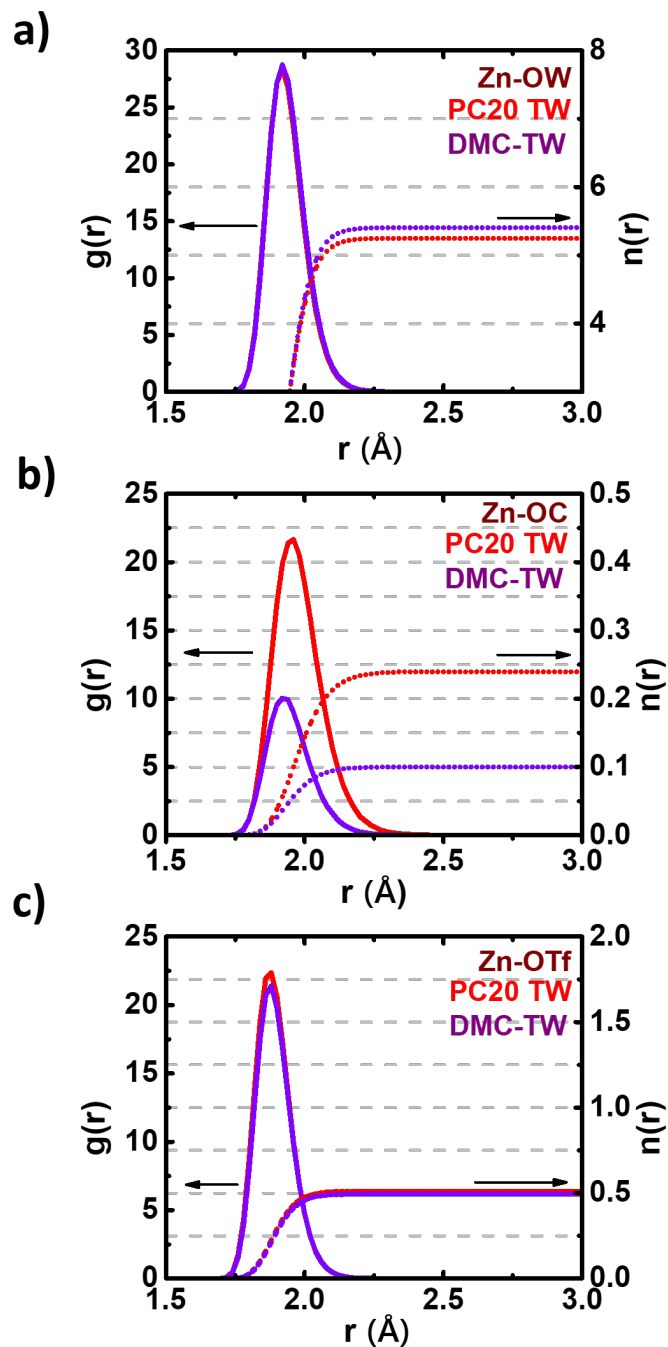 a)
30
25
20
15
10
5
0
g(r)
Zn-OW
PC20 TW
DMC-TW
8
6
4
n(r)
1.5 2.0 2.5 3.0
r (Å)
b)
25
20
15
10
5
0
g(r)
Zn-OC
PC20 TW
DMC-TW
0.5
0.4
0.3
0.2
0.1
0.0
n(r)
1.5 2.0 2.5 3.0
r (Å)
c)
25
20
15
10
5
0
g(r)
Zn-OTf
PC20 TW
DMC-TW
2.0
1.5
1.0
0.5
0.0
n(r)
1.5 2.0 2.5 3.0
r (Å)